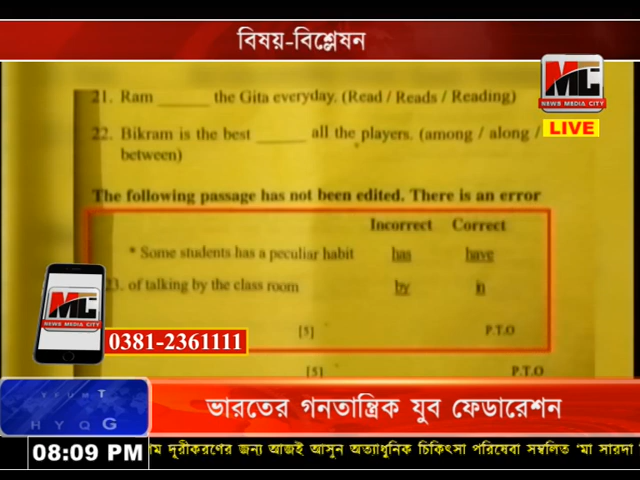 বিষয়-বিশ্লেষন
MC
NEWS MEDIA CITY
LIVE
21. Ram ______ the Gita everyday. (Read / Reads / Reading)
22. Bikram is the best ______ all the players. (among / along /
between)
The following passage has not been edited. There is an error
Incorrect Correct
* Some students has a peculiar habit has have
23. of talking by the class room by in
[5] P.T.O
[5] P.T.O
MC
NEWS MEDIA CITY
0381-2361111
Y F U M T
H Y Q G
ভারতের গনতান্ত্রিক যুব ফেডারেশন
08:09 PM
দূরীকরণের জন্য আজই আসুন অত্যাধুনিক চিকিৎসা পরিষেবা সম্বলিত 'মা সারদা